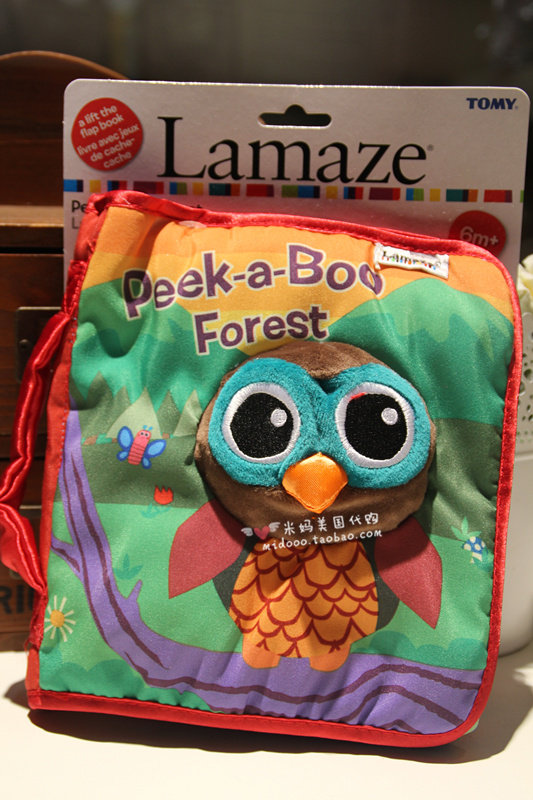 a lift the
flap book
livre avec jeux
de cache-
cache
TOMY
Lamaze
6m+
Lamaze
Peek-a-Boo
Forest
米妈美国代购
midooo.taobao.com